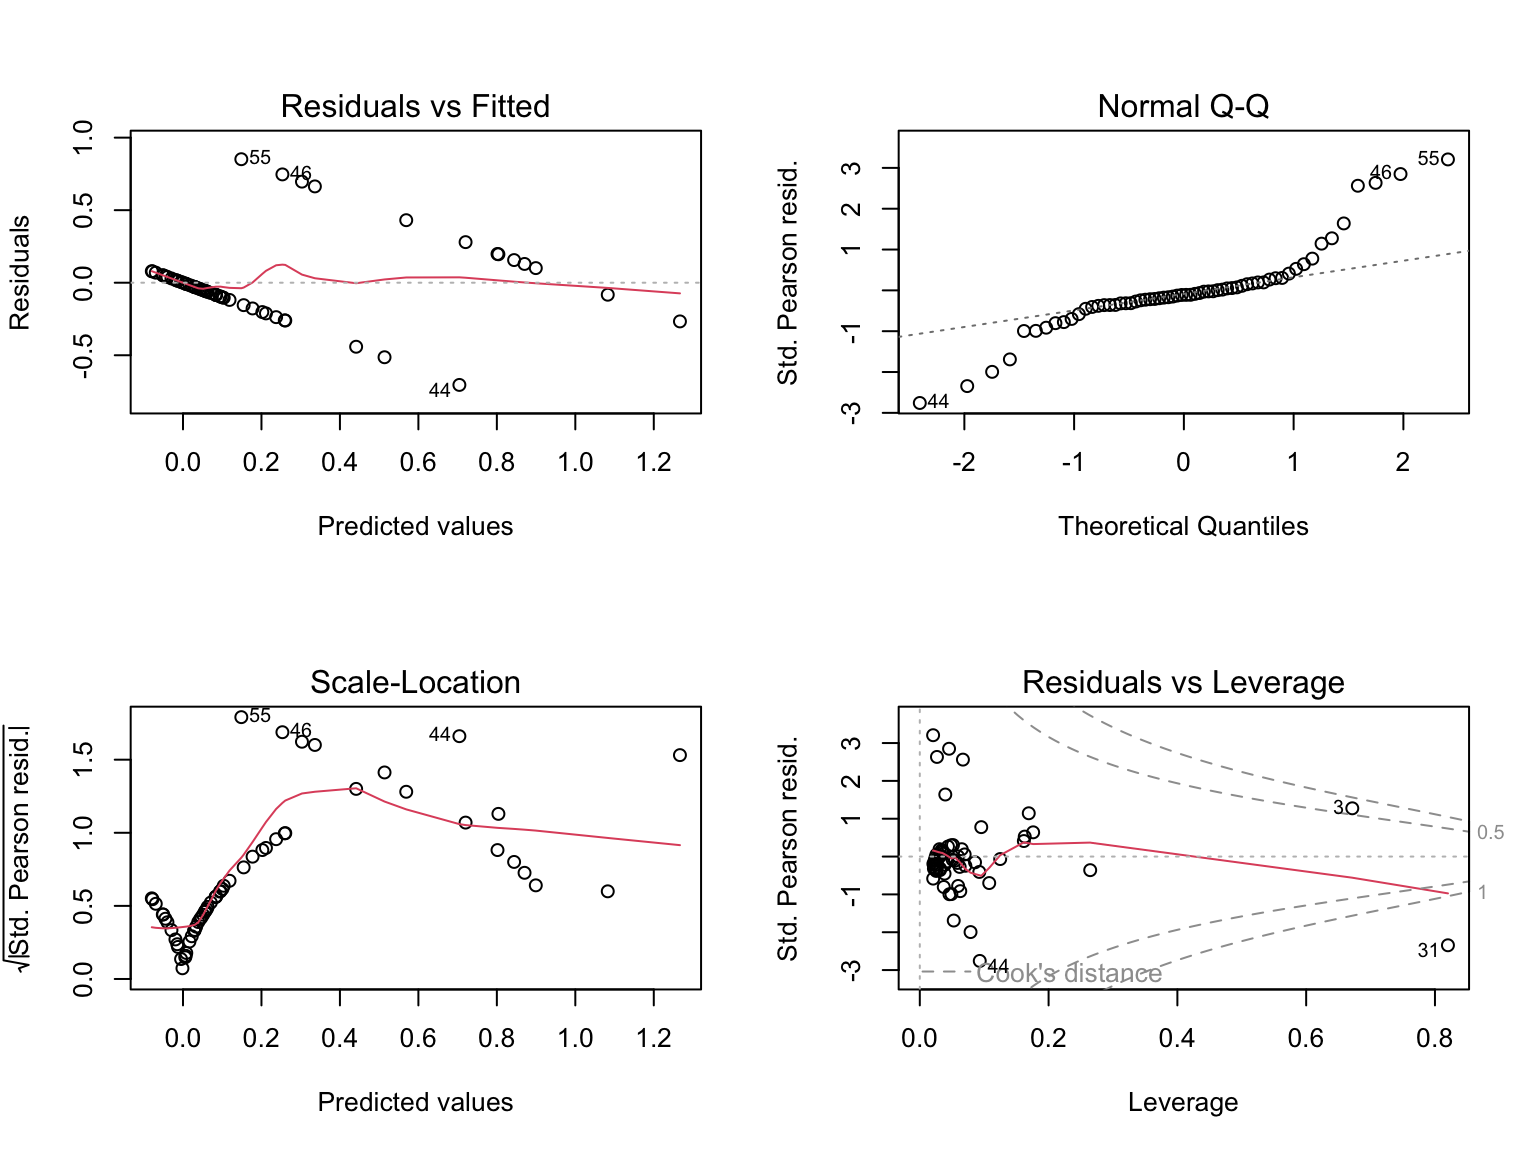 Residuals vs Fitted
Residuals
1.0
0.5
0.0
-0.5
55
46
44
0.0 0.2 0.4 0.6 0.8 1.0 1.2
Predicted values
Normal Q-Q
Std. Pearson resid.
3
2
1
-1
-3
55
46
44
-2 -1 0 1 2
Theoretical Quantiles
Scale-Location
√|Std. Pearson resid.|
1.5
1.0
0.5
0.0
55
46
44
0.0 0.2 0.4 0.6 0.8 1.0 1.2
Predicted values
Residuals vs Leverage
Std. Pearson resid.
3
2
1
-1
-3
3
0.5
1
31
44
Cook's distance
0.0 0.2 0.4 0.6 0.8
Leverage